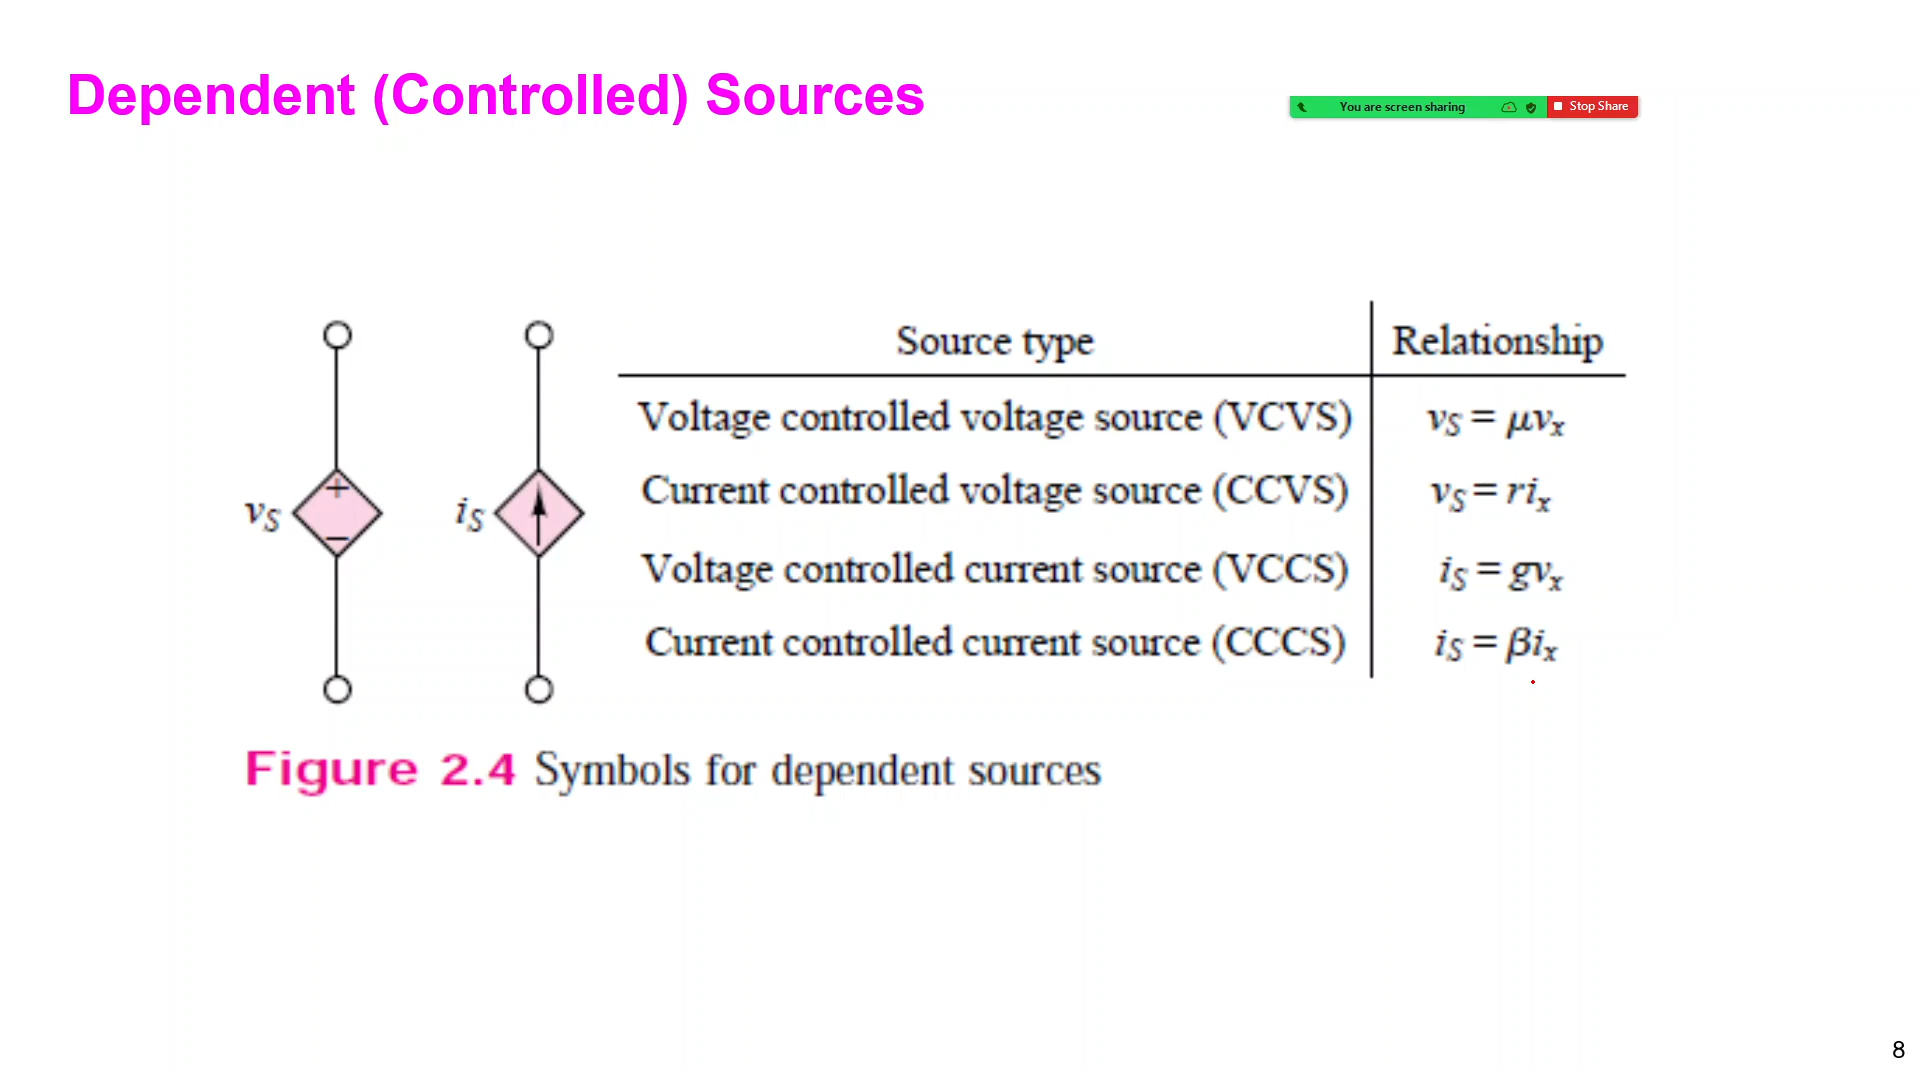 Dependent (Controlled) Sources
You are screen sharing
Stop Share
Source type Relationship
Voltage controlled voltage source (VCVS) vS = μvx
Current controlled voltage source (CCVS) vS = rix
Voltage controlled current source (VCCS) iS = gvx
Current controlled current source (CCCS) iS = βix
vS + −
iS
Figure 2.4 Symbols for dependent sources
8